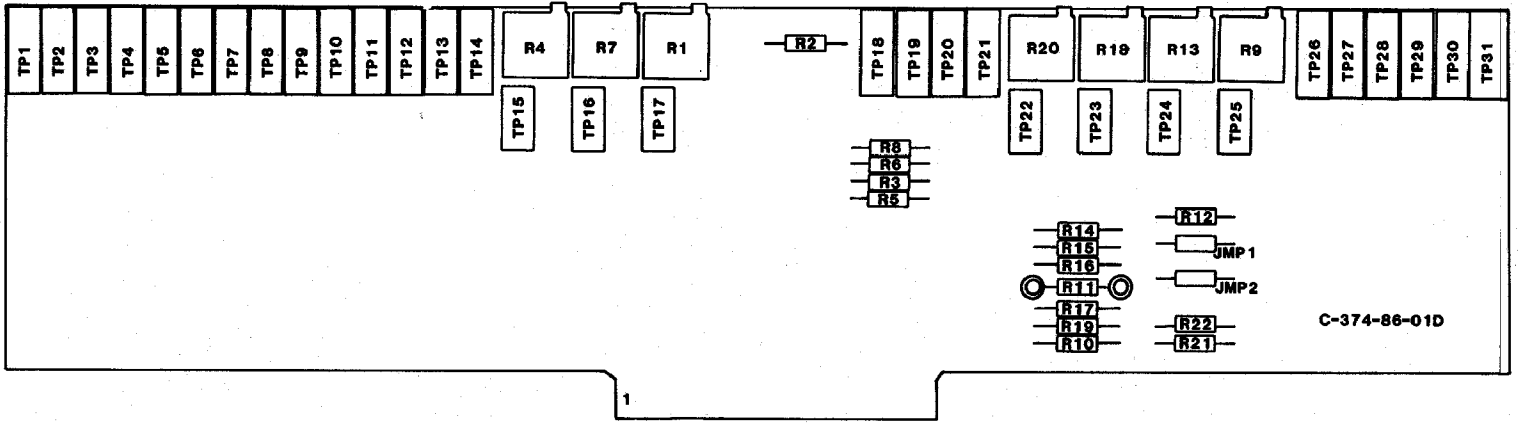 TP1
TP2
TP3
TP4
TP5
TP6
TP7
TP8
TP9
TP10
TP11
TP12
TP13
TP14
R4
R7
R1
R2
TP18
TP19
TP20
TP21
R20
R18
R13
R9
TP26
TP27
TP28
TP29
TP30
TP31
TP15
TP16
TP17
TP22
TP23
TP24
TP25
R8
R6
R3
R5
R14
R15
R16
R11
R17
R19
R10
R12
JMP1
JMP2
R22
R21
C-374-86-01D
1